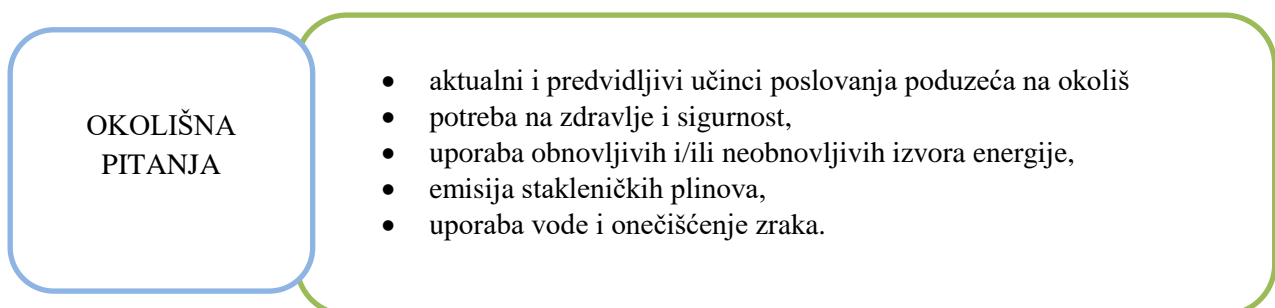 OKOLIŠNA
PITANJA
• aktualni i predvidljivi učinci poslovanja poduzeća na okoliš
• potreba na zdravlje i sigurnost,
• uporaba obnovljivih i/ili neobnovljivih izvora energije,
• emisija stakleničkih plinova,
• uporaba vode i onečišćenje zraka.